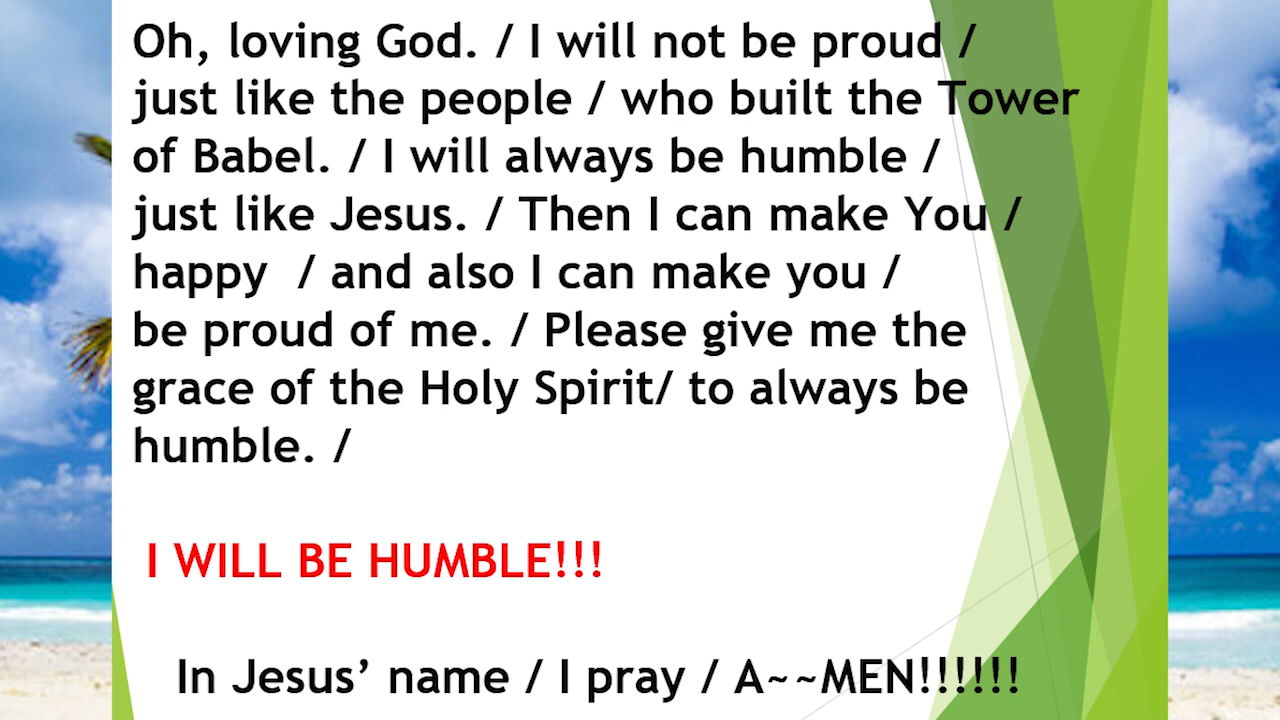 Oh, loving God. / I will not be proud /
just like the people / who built the Tower
of Babel. / I will always be humble /
just like Jesus. / Then I can make You /
happy  / and also I can make you /
be proud of me. / Please give me the
grace of the Holy Spirit/ to always be
humble. /
I WILL BE HUMBLE!!!
In Jesus’ name / I pray / A~~MEN!!!!!!